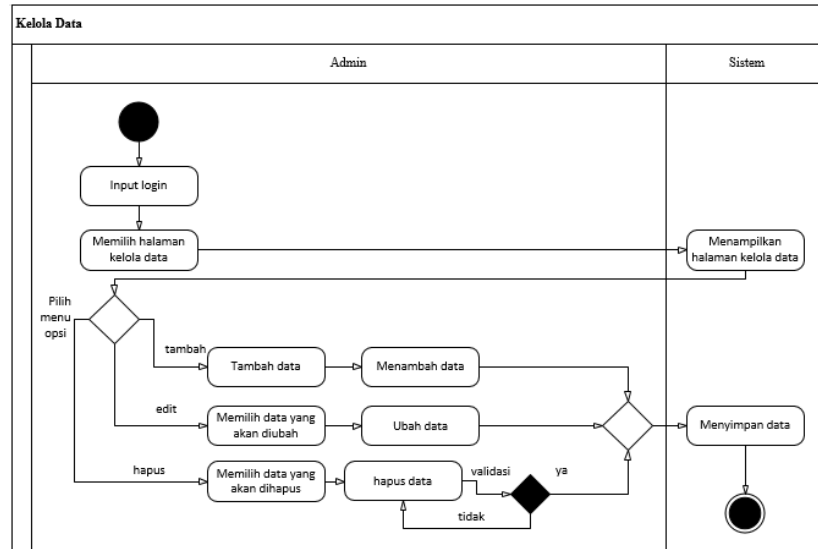 Kelola Data
Admin
Sistem
Input login
Memilih halaman
kelola data
Menampilkan
halaman kelola data
Pilih
menu
opsi
tambah
Tambah data
Menambah data
edit
Memilih data yang
akan diubah
Ubah data
Menyimpan data
hapus
Memilih data yang
akan dihapus
hapus data
validasi
ya
tidak